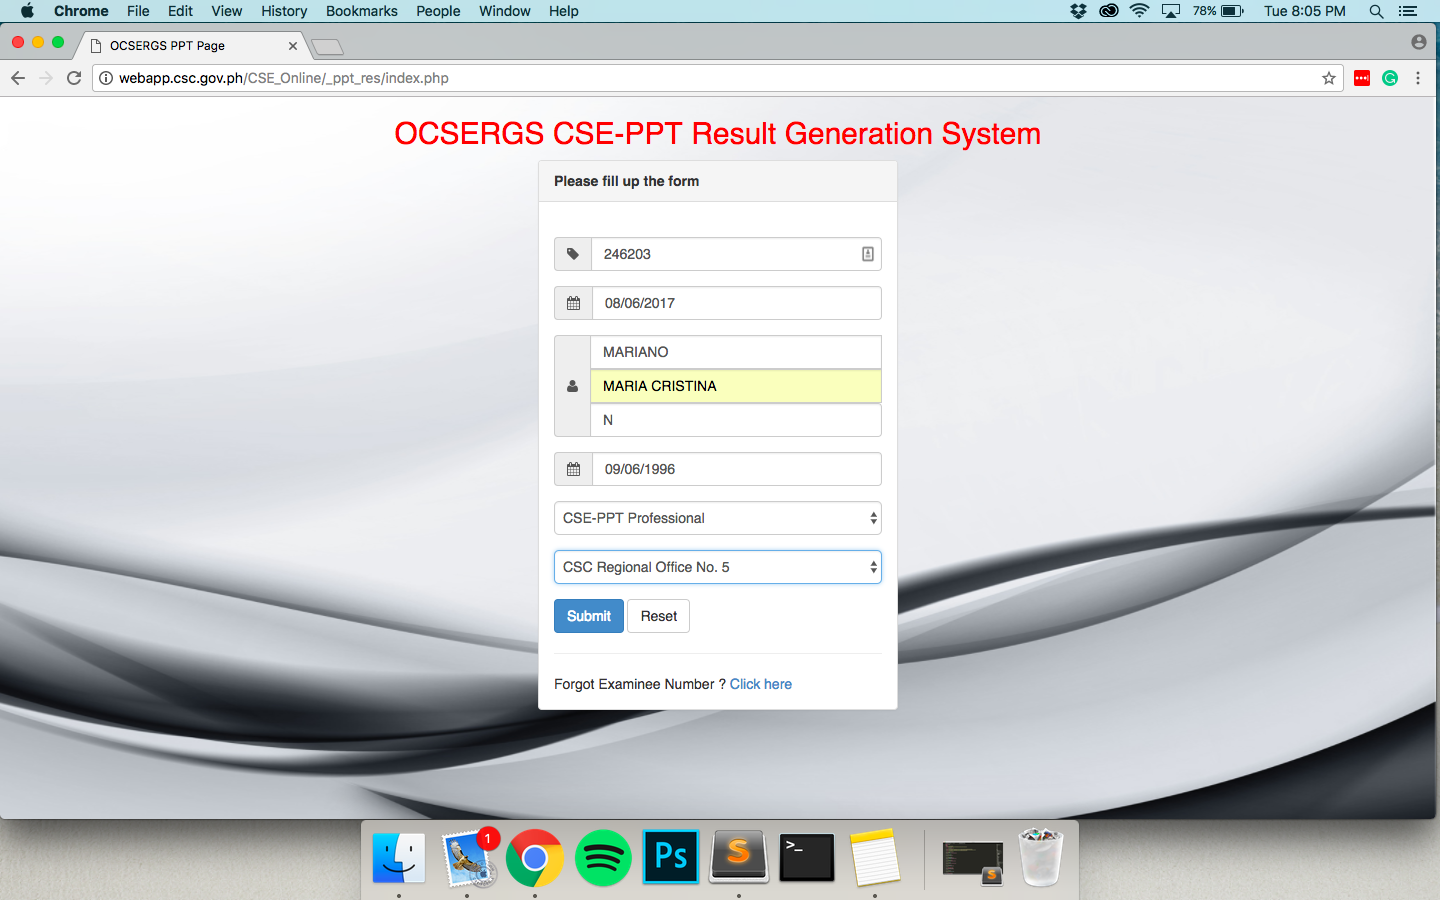 Chrome File Edit View History Bookmarks People Window Help 78% Tue 8:05 PM
OCSERGS PPT Page
webapp.csc.gov.ph/CSE_Online/_ppt_res/index.php
OCSERGS CSE-PPT Result Generation System
Please fill up the form
246203
08/06/2017
MARIANO
MARIA CRISTINA
N
09/06/1996
CSE-PPT Professional
CSC Regional Office No. 5
Submit Reset
Forgot Examinee Number ? Click here
1
Ps
S
>_
S